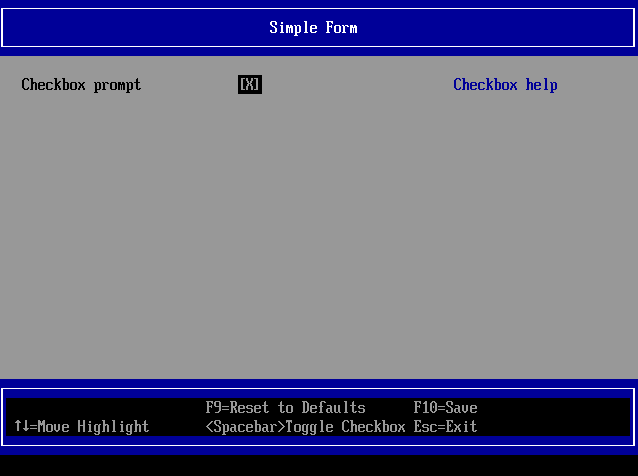 Simple Form
Checkbox prompt [X] Checkbox help
F9=Reset to Defaults F10=Save
↑↓=Move Highlight <Spacebar>Toggle Checkbox Esc=Exit